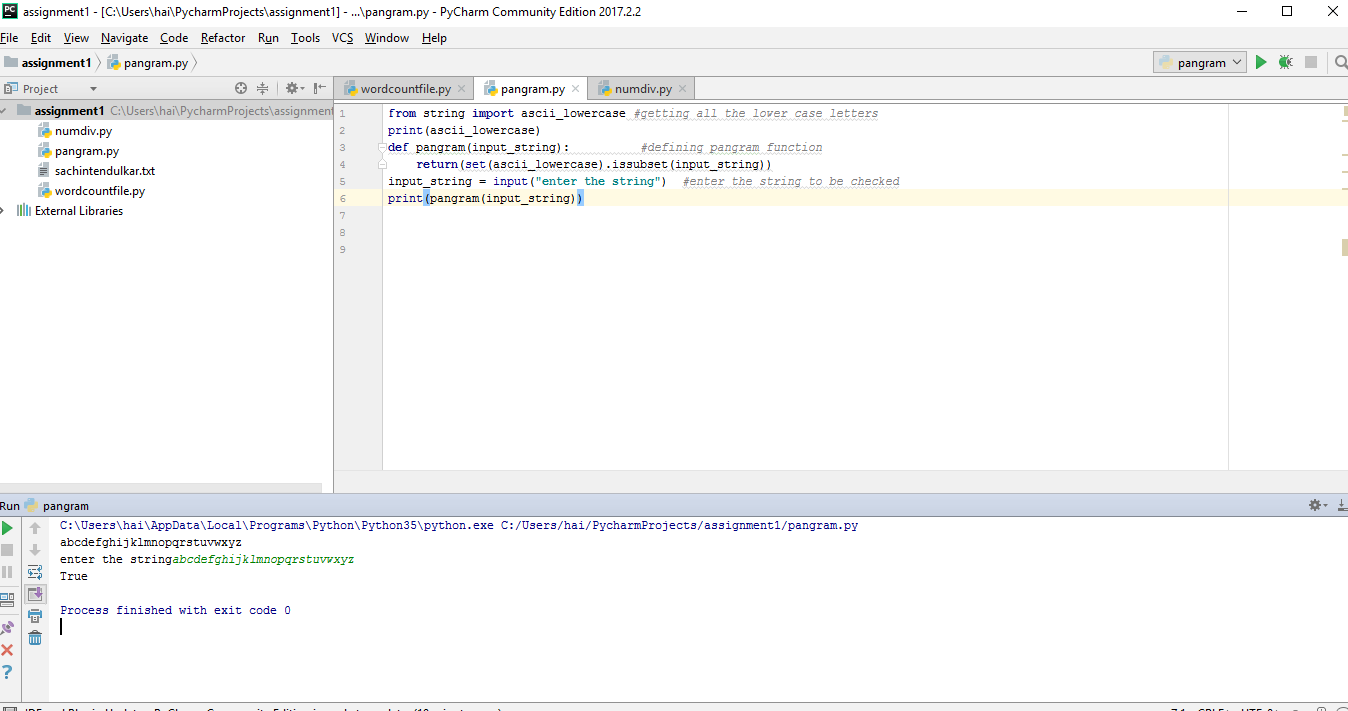 PC assignment1 - [C:\Users\hai\PycharmProjects\assignment1] - ...\pangram.py - PyCharm Community Edition 2017.2.2
File Edit View Navigate Code Refactor Run Tools VCS Window Help
assignment1 pangram.py pangram
Project wordcountfile.py pangram.py numdiv.py
assignment1 C:\Users\hai\PycharmProjects\assignment
numdiv.py
pangram.py
sachintendulkar.txt
wordcountfile.py
External Libraries
1 from string import ascii_lowercase #getting all the lower case letters
2 print(ascii_lowercase)
3 def pangram(input_string): #defining pangram function
4 return(set(ascii_lowercase).issubset(input_string))
5 input_string = input("enter the string") #enter the string to be checked
6 print(pangram(input_string))
7
8
9
Run pangram
C:\Users\hai\AppData\Local\Programs\Python\Python35\python.exe C:/Users/hai/PycharmProjects/assignment1/pangram.py
abcdefghijklmnopqrstuvwxyz
enter the stringabcdefghijklmnopqrstuvwxyz
True
Process finished with exit code 0